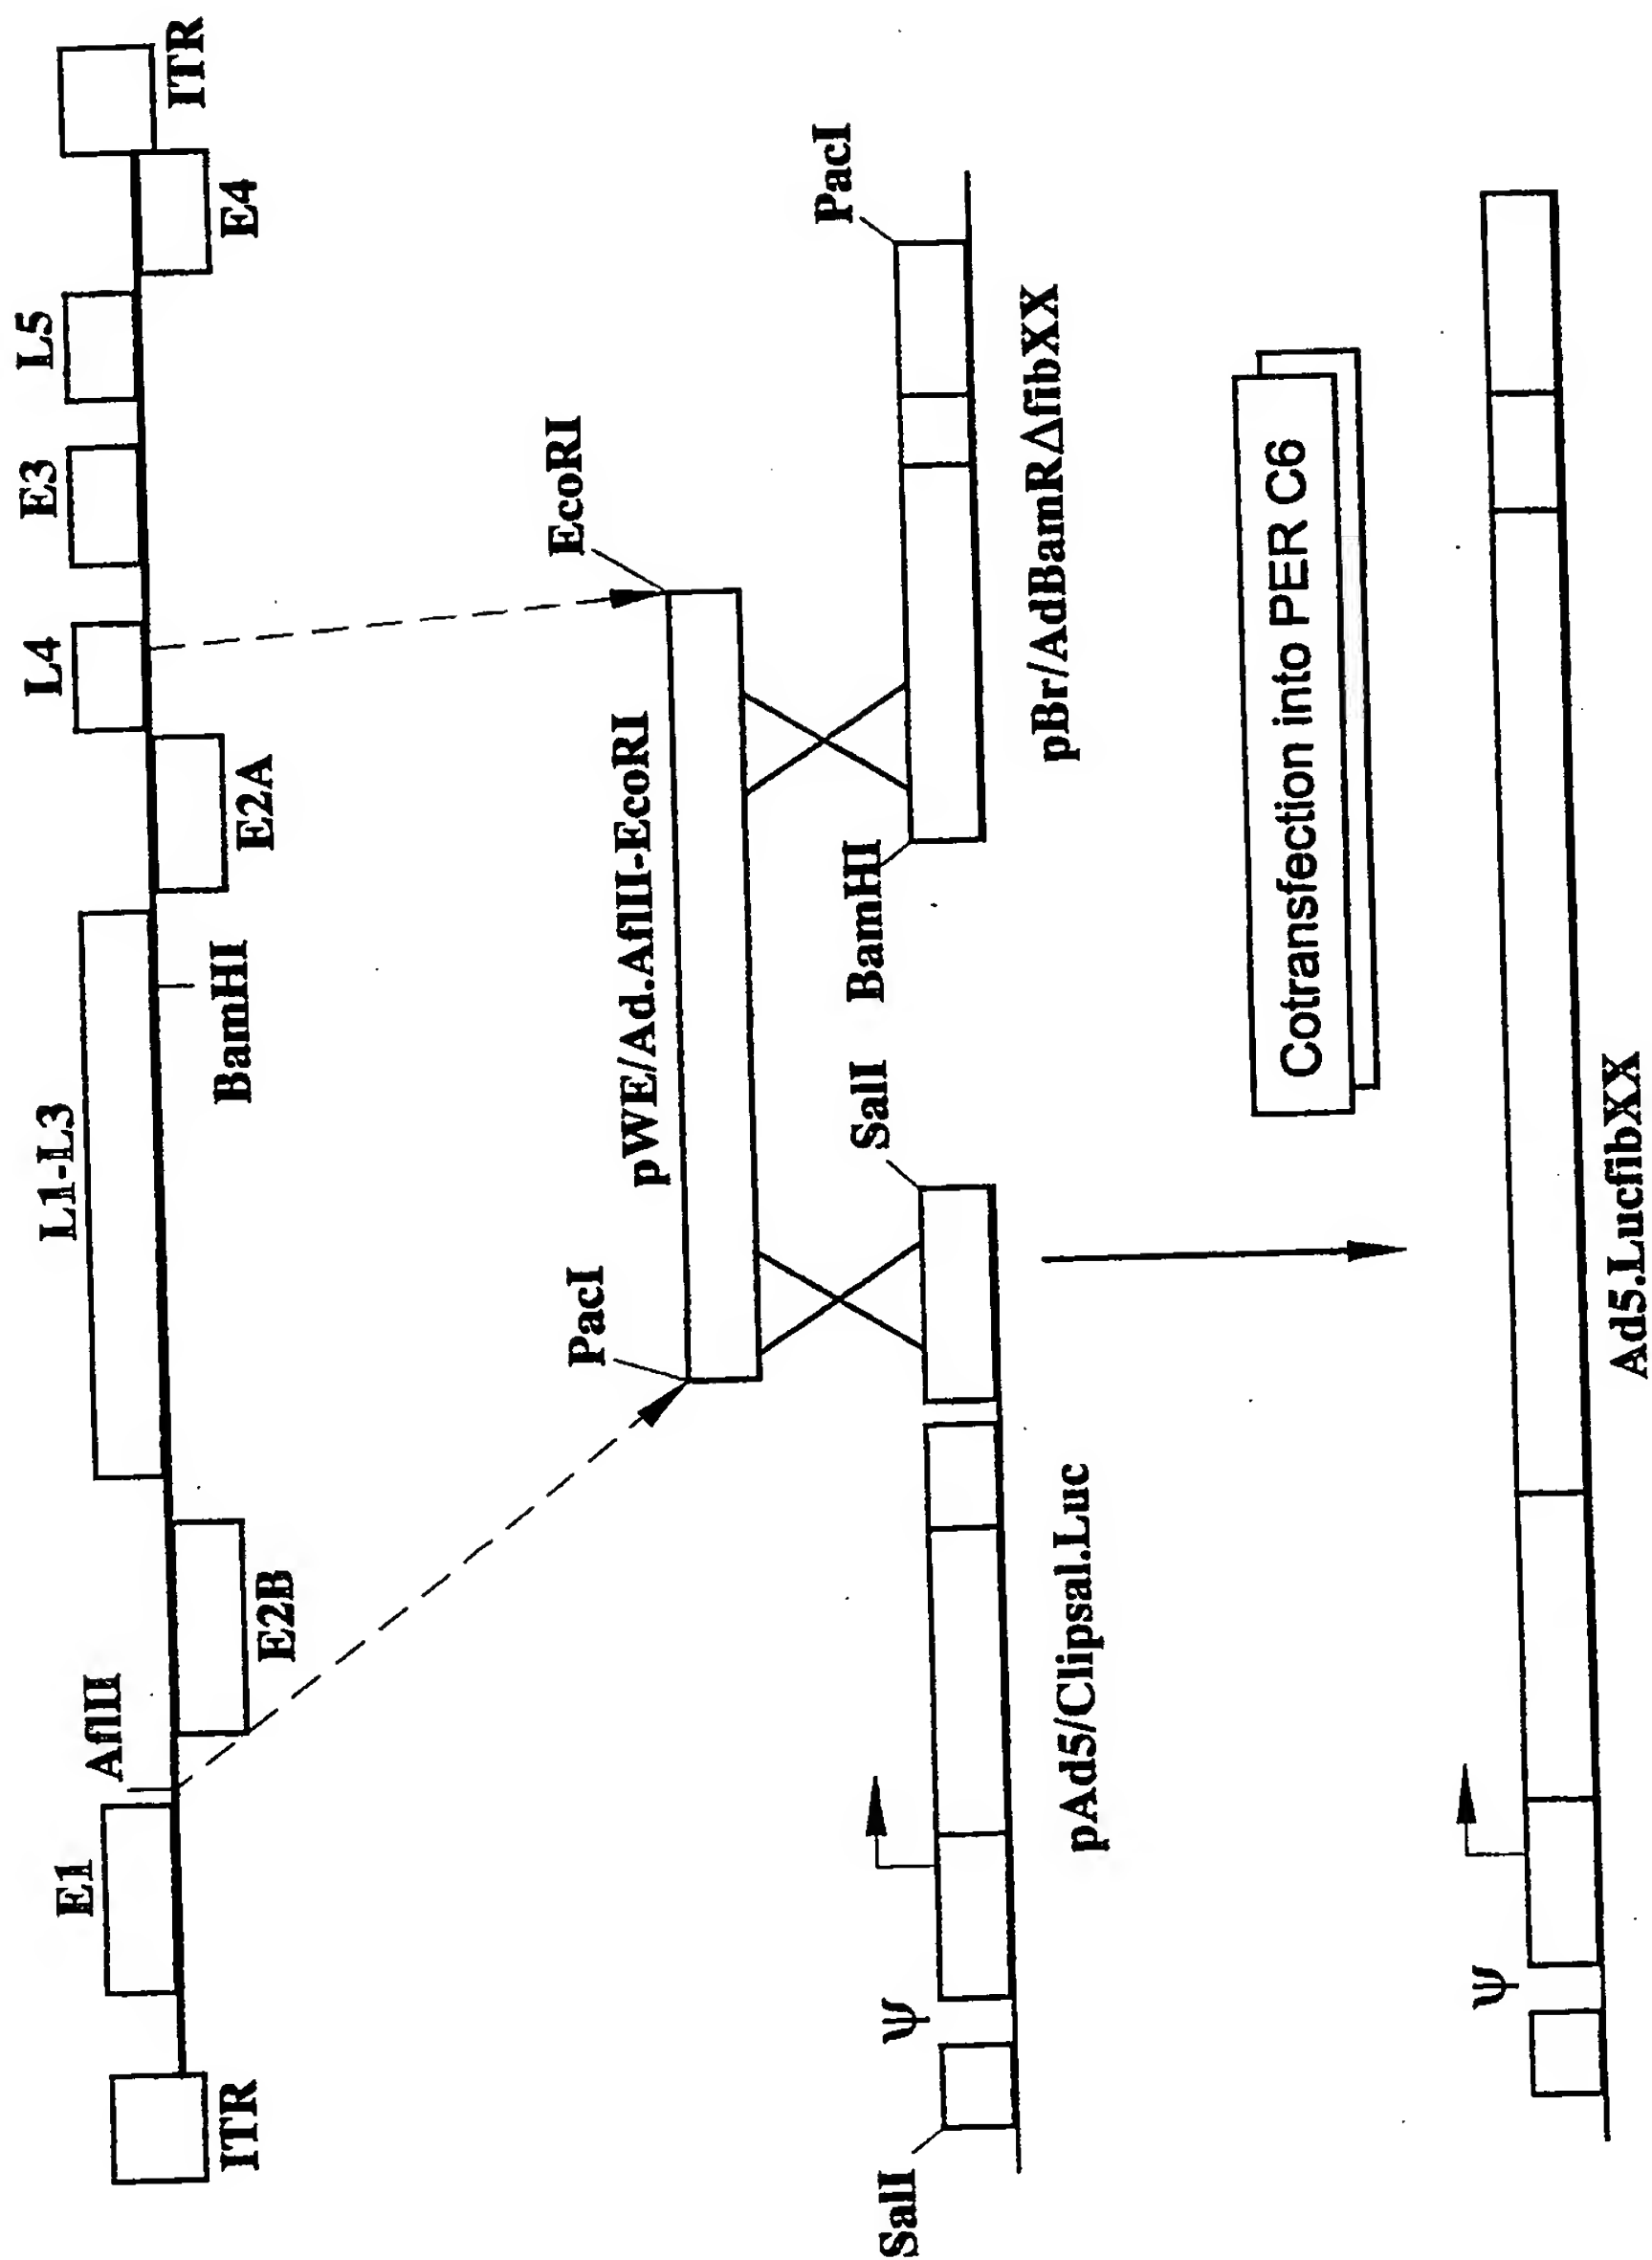 ITR
E1
AflII
E2B
L1-L3
BamHI
E2A
L4
E3
L5
E4
ITR
PacI
pWE/Ad.AflII-EcoRI
EcoRI
SalI
Ψ
pAd5/Clipsal.Luc
SalI
BamHI
pBr/AdBamRΔfibXX
PacI
Cotransfection into PER C6
Ψ
Ad5.LucfibXX